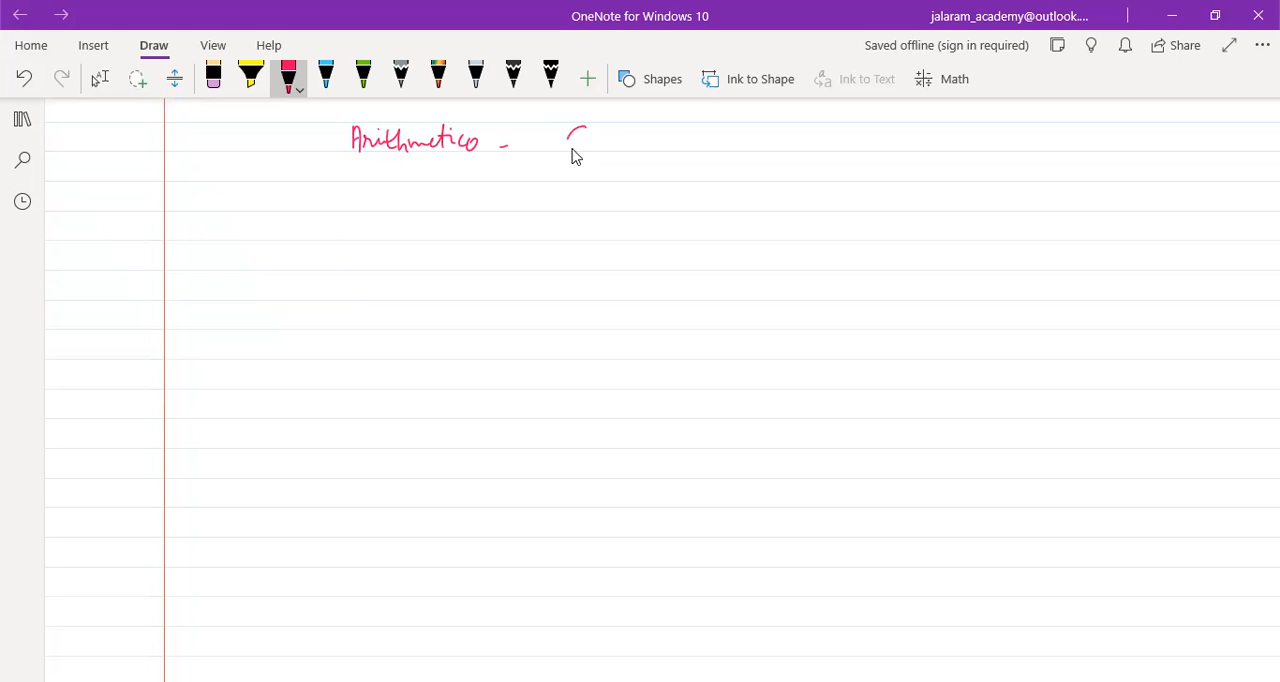 OneNote for Windows 10 jalaram_academy@outlook....
Home Insert Draw View Help Saved offline (sign in required) Share
Shapes Ink to Shape Ink to Text Math
Arithmetico -